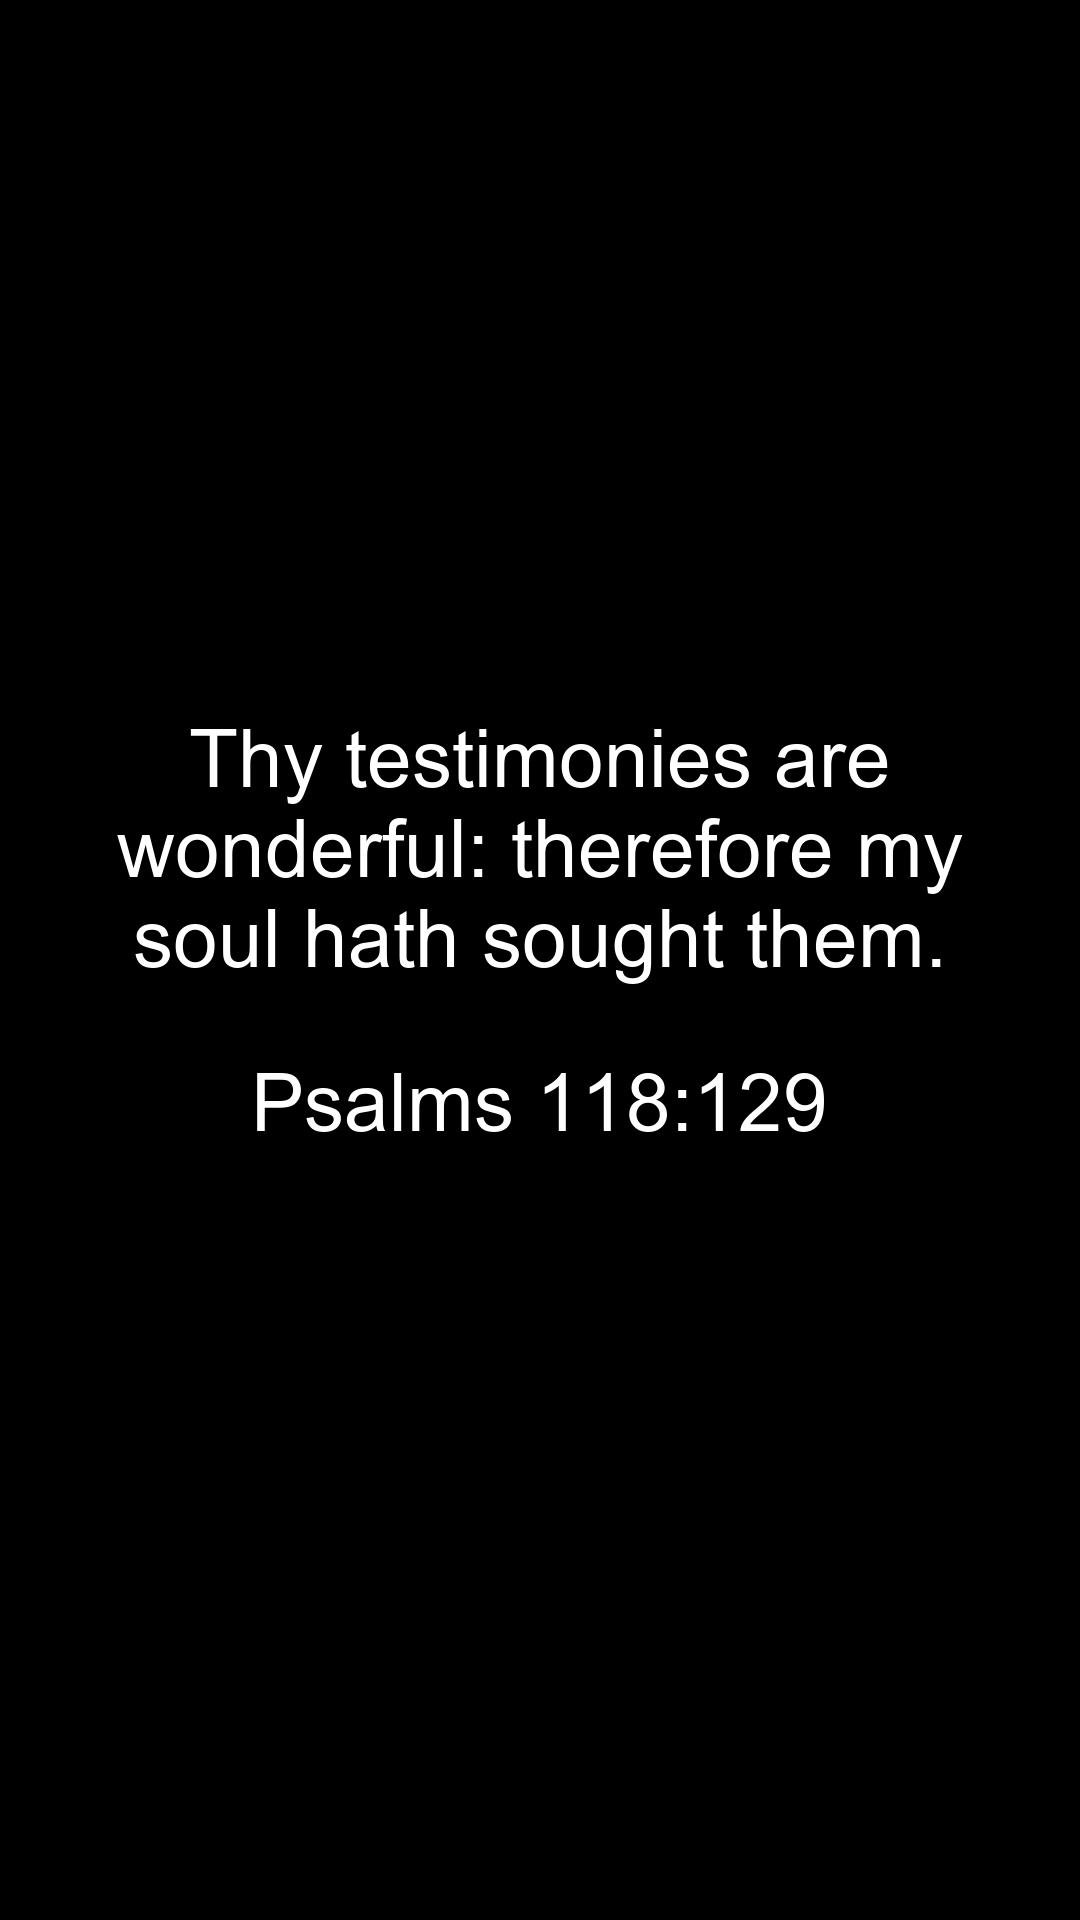 Thy testimonies are
wonderful: therefore my
soul hath sought them.
Psalms 118:129